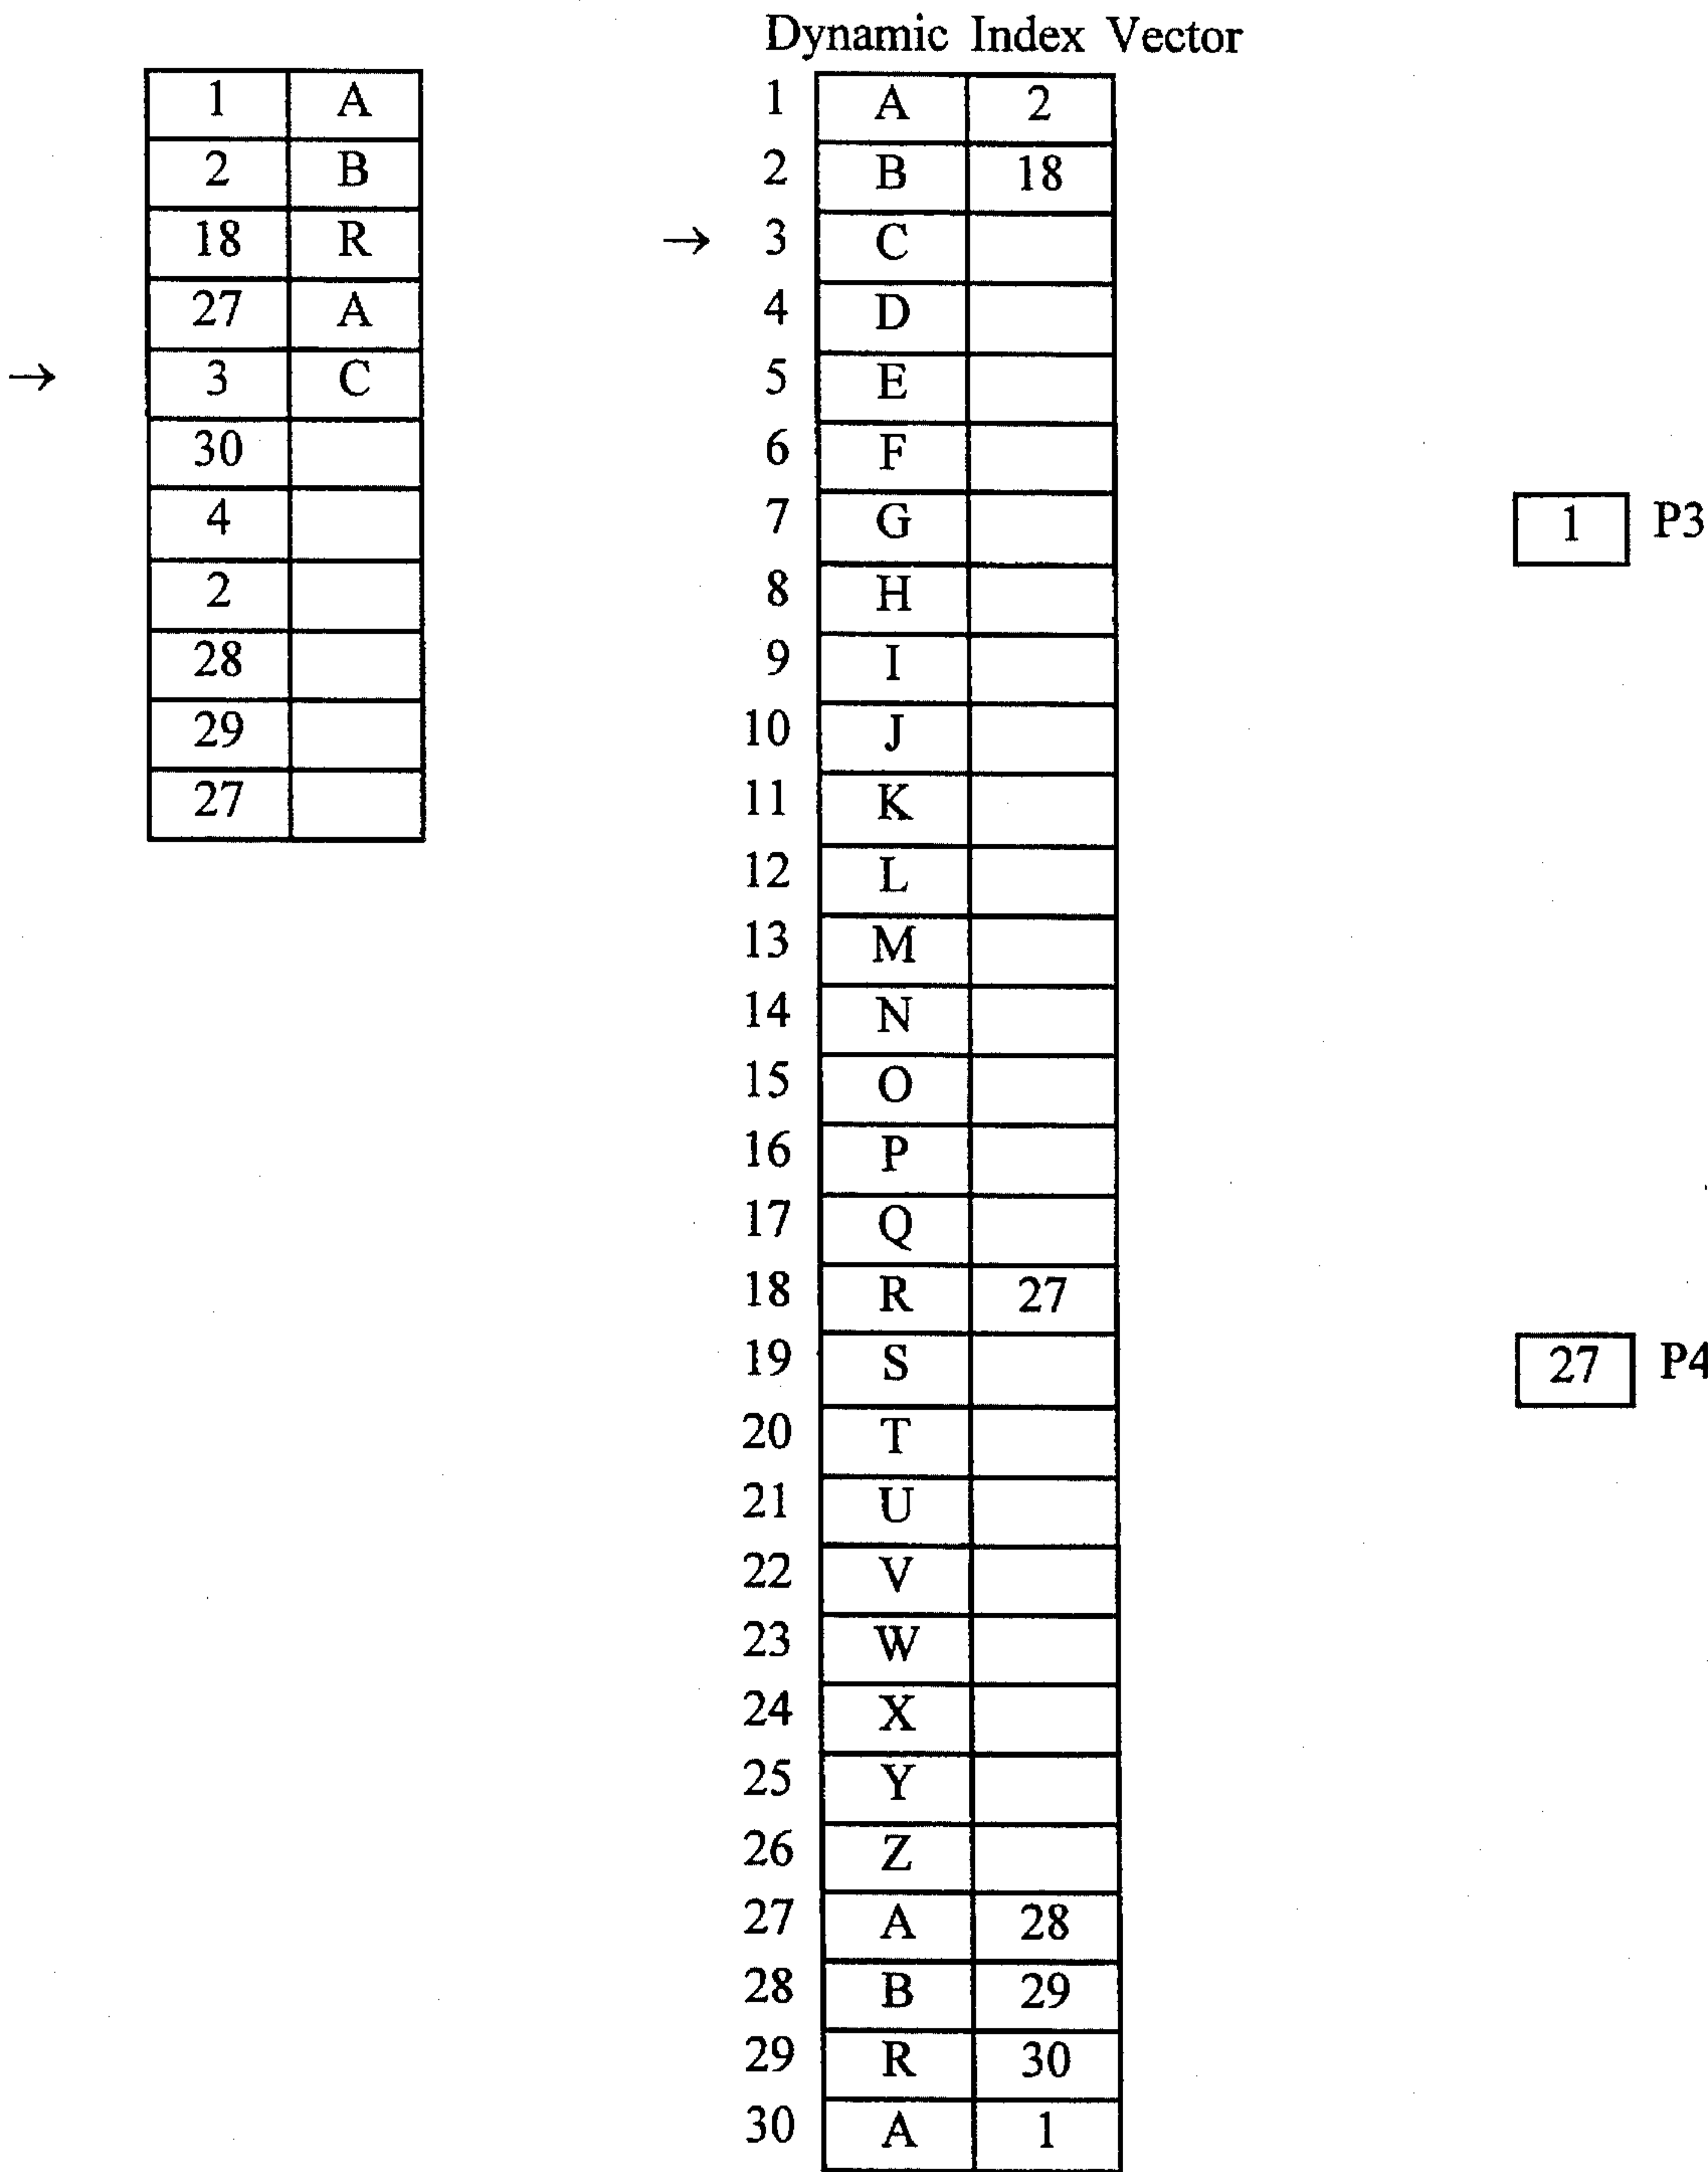 Dynamic Index Vector
1 A
2 B
18 R
27 A
→ 3 C
30
4
2
28
29
27
1 A 2
2 B 18
→ 3 C
4 D
5 E
6 F
7 G
8 H
9 I
10 J
11 K
12 L
13 M
14 N
15 O
16 P
17 Q
18 R 27
19 S
20 T
21 U
22 V
23 W
24 X
25 Y
26 Z
27 A 28
28 B 29
29 R 30
30 A 1
1 P3
27 P4